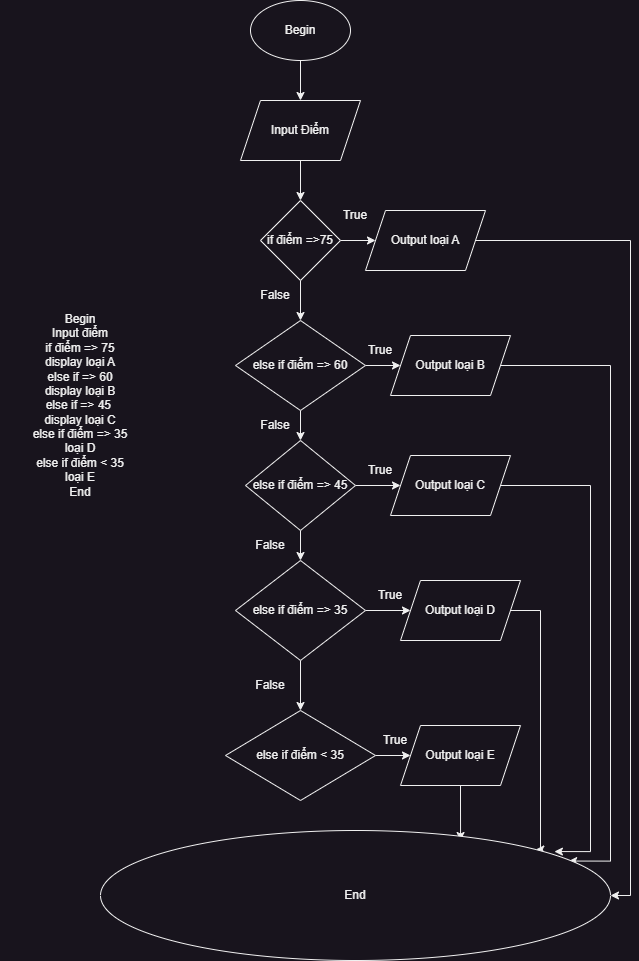 Begin
Input Điểm
if điểm =>75
True
Output loại A
False
else if điểm => 60
True
Output loại B
False
else if điểm => 45
True
Output loại C
False
else if điểm => 35
True
Output loại D
False
else if điểm < 35
True
Output loại E
End
Begin
Input điểm
if điểm => 75
display loại A
else if => 60
display loại B
else if => 45
display loại C
else if điểm => 35
loại D
else if điểm < 35
loại E
End